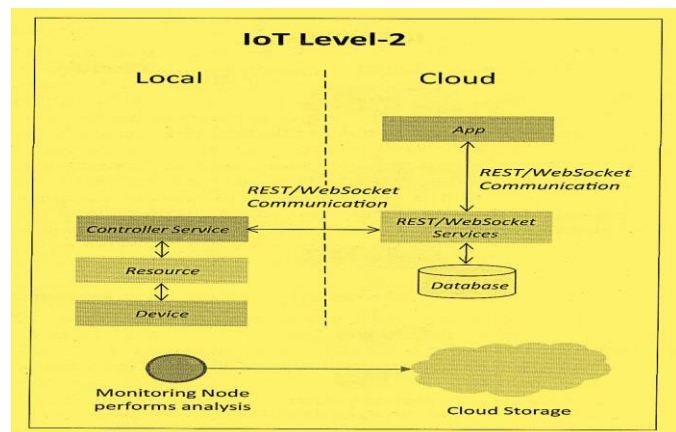 IoT Level-2
Local
Cloud
App
REST/WebSocket
Communication
REST/WebSocket
Communication
Controller Service
REST/WebSocket
Services
Resource
Database
Device
Monitoring Node
performs analysis
Cloud Storage